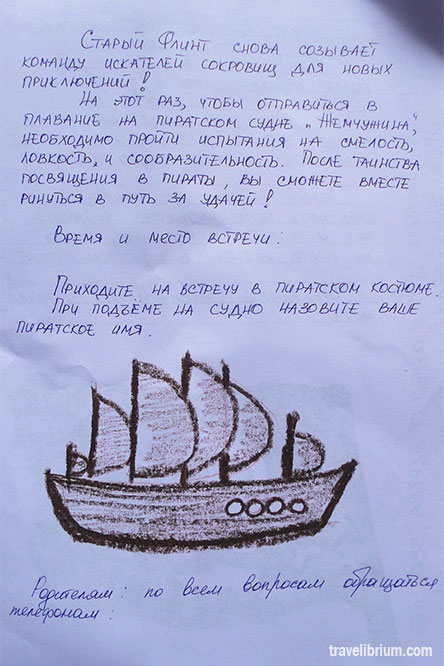 Старый Флинт снова созывает
команду искателей сокровищ для новых
приключений!
На этот раз, чтобы отправиться в
плавание на пиратском судне „Жемчужина",
необходимо пройти испытания на смелость,
ловкость, и сообразительность. После таинства
посвящения в пираты, вы сможете вместе
ринуться в путь за удачей!
Время и место встречи:
Приходите на встречу в пиратском костюме.
При подъёме на судно назовите ваше
пиратское имя.
Родителям: по всем вопросам обращаться
телефонам:
travelibrium.com